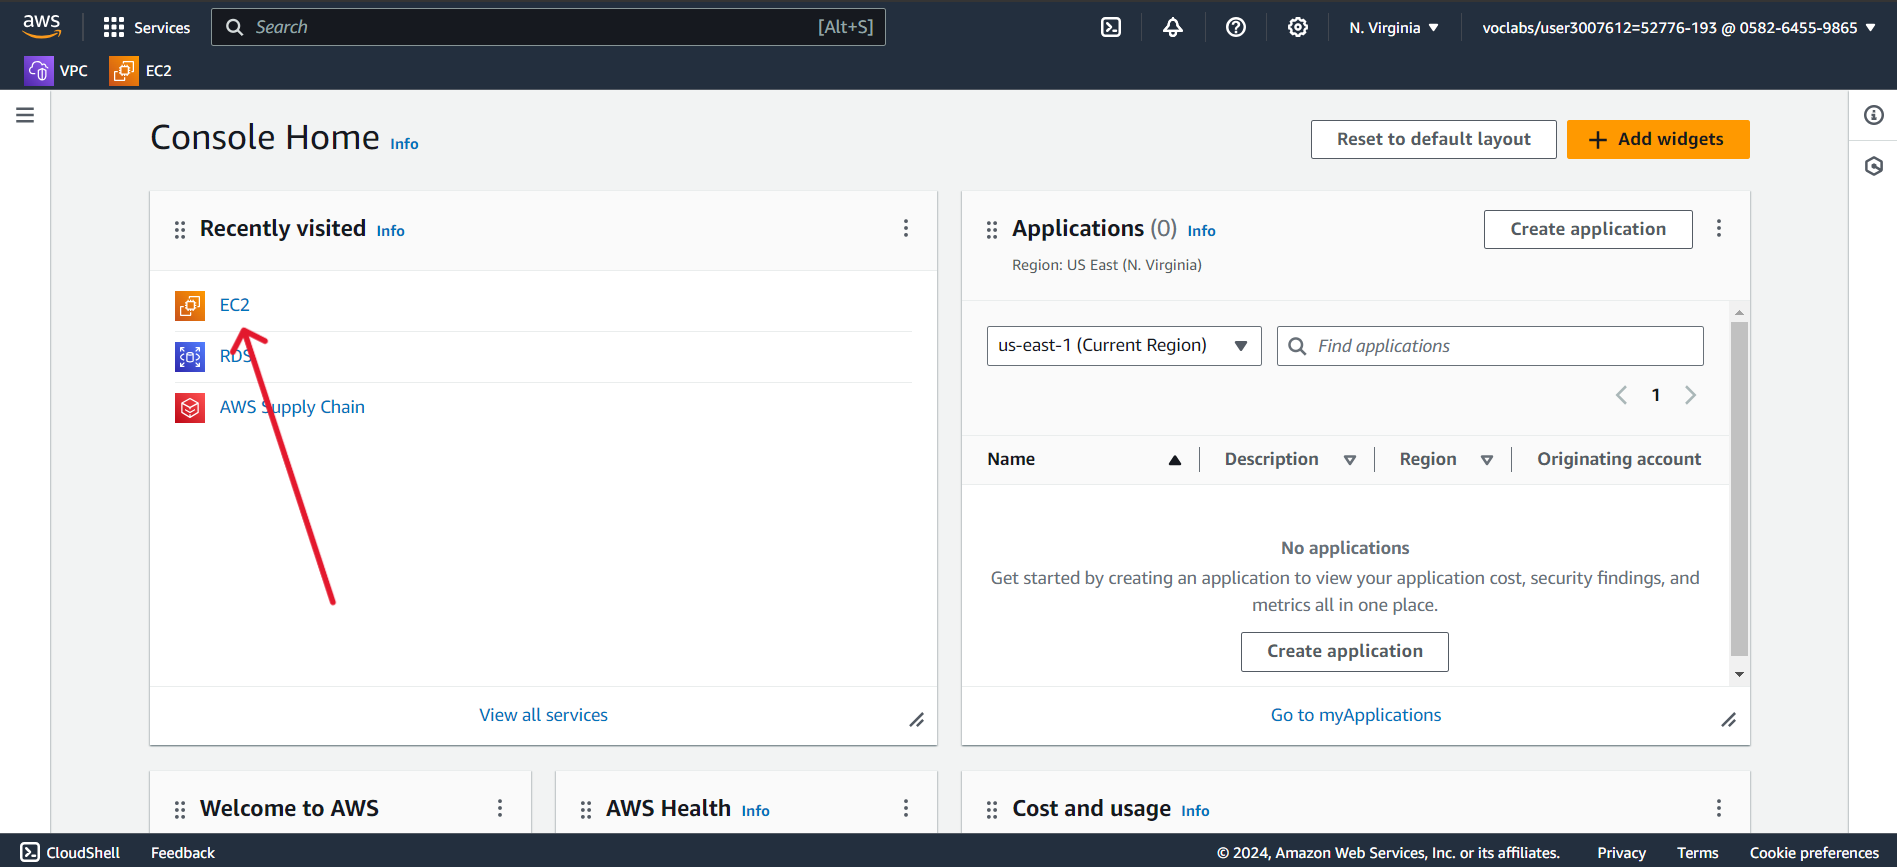 aws
Services
Search [Alt+S]
N. Virginia
voclabs/user3007612=52776-193 @ 0582-6455-9865
VPC
EC2
Console Home Info
Reset to default layout
Add widgets
Recently visited Info
EC2
RDS
AWS Supply Chain
View all services
Applications (0) Info
Region: US East (N. Virginia)
Create application
us-east-1 (Current Region)
Find applications
1
Name Description Region Originating account
No applications
Get started by creating an application to view your application cost, security findings, and
metrics all in one place.
Create application
Go to myApplications
Welcome to AWS
AWS Health Info
Cost and usage Info
CloudShell Feedback © 2024, Amazon Web Services, Inc. or its affiliates. Privacy Terms Cookie preferences